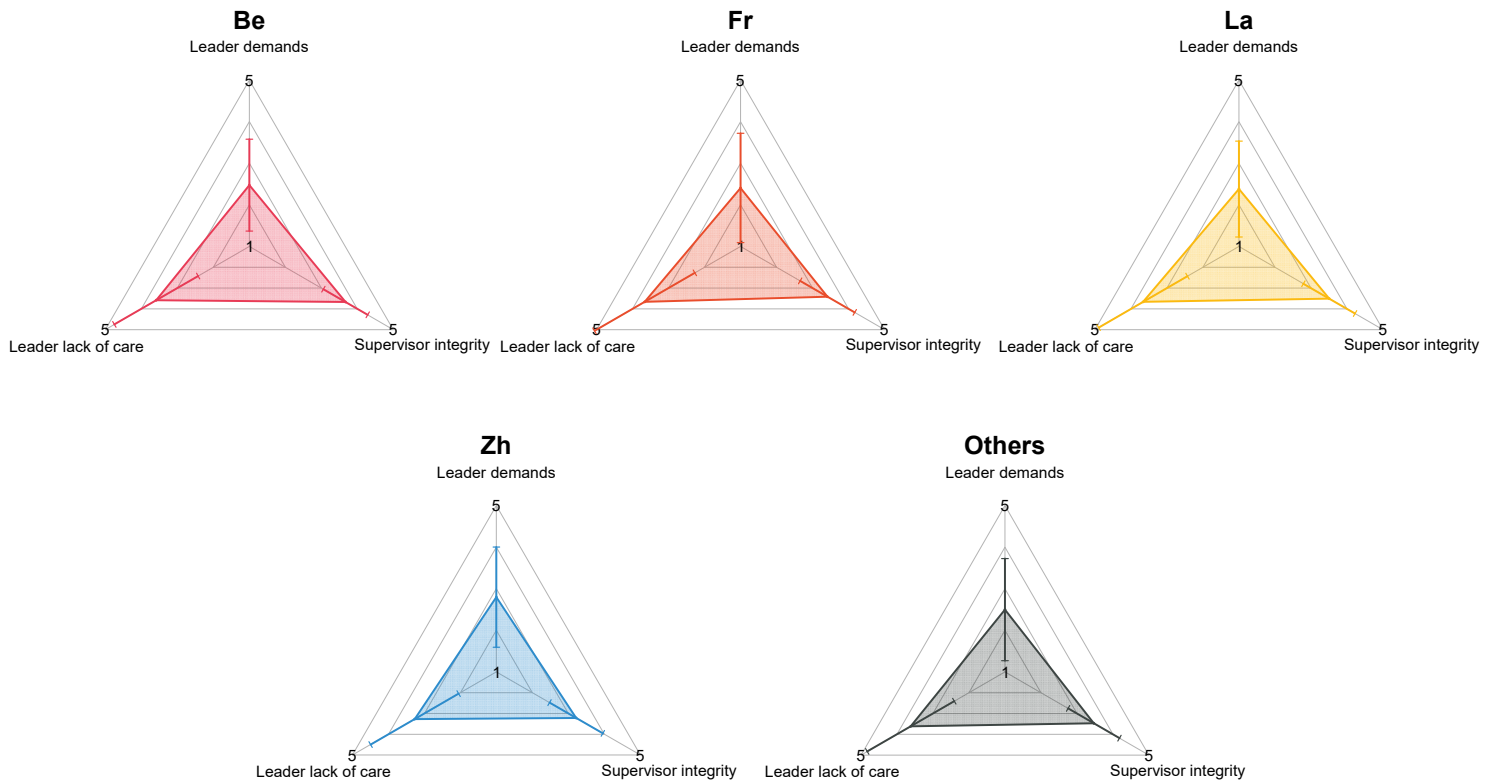 Be
Leader demands
5
1
5
5
Leader lack of care
Supervisor integrity
Fr
Leader demands
5
1
5
5
Leader lack of care
Supervisor integrity
La
Leader demands
5
1
5
5
Leader lack of care
Supervisor integrity
Zh
Leader demands
5
1
5
5
Leader lack of care
Supervisor integrity
Others
Leader demands
5
1
5
5
Leader lack of care
Supervisor integrity